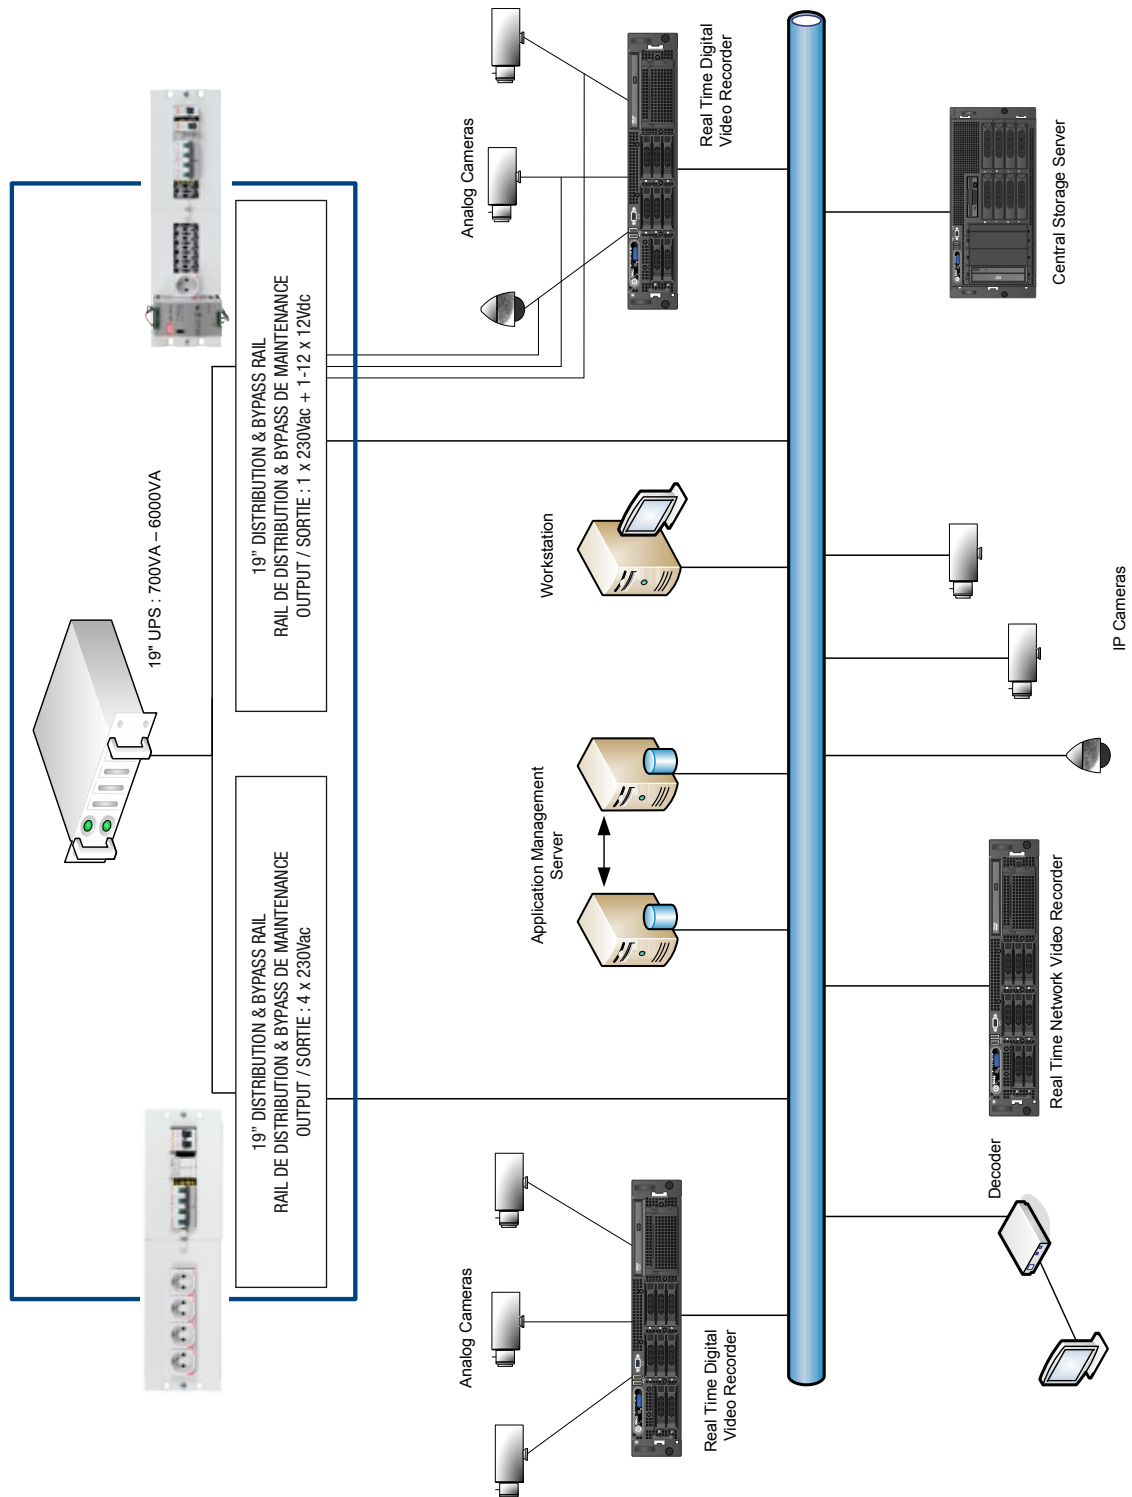 19" UPS : 700VA – 6000VA
19" DISTRIBUTION & BYPASS RAIL
RAIL DE DISTRIBUTION & BYPASS DE MAINTENANCE
OUTPUT / SORTIE : 4 x 230Vac
19" DISTRIBUTION & BYPASS RAIL
RAIL DE DISTRIBUTION & BYPASS DE MAINTENANCE
OUTPUT / SORTIE : 1 x 230Vac + 1-12 x 12Vdc
Analog Cameras
Real Time Digital
Video Recorder
Application Management
Server
Workstation
Analog Cameras
Real Time Digital
Video Recorder
Decoder
Real Time Network Video Recorder
IP Cameras
Central Storage Server